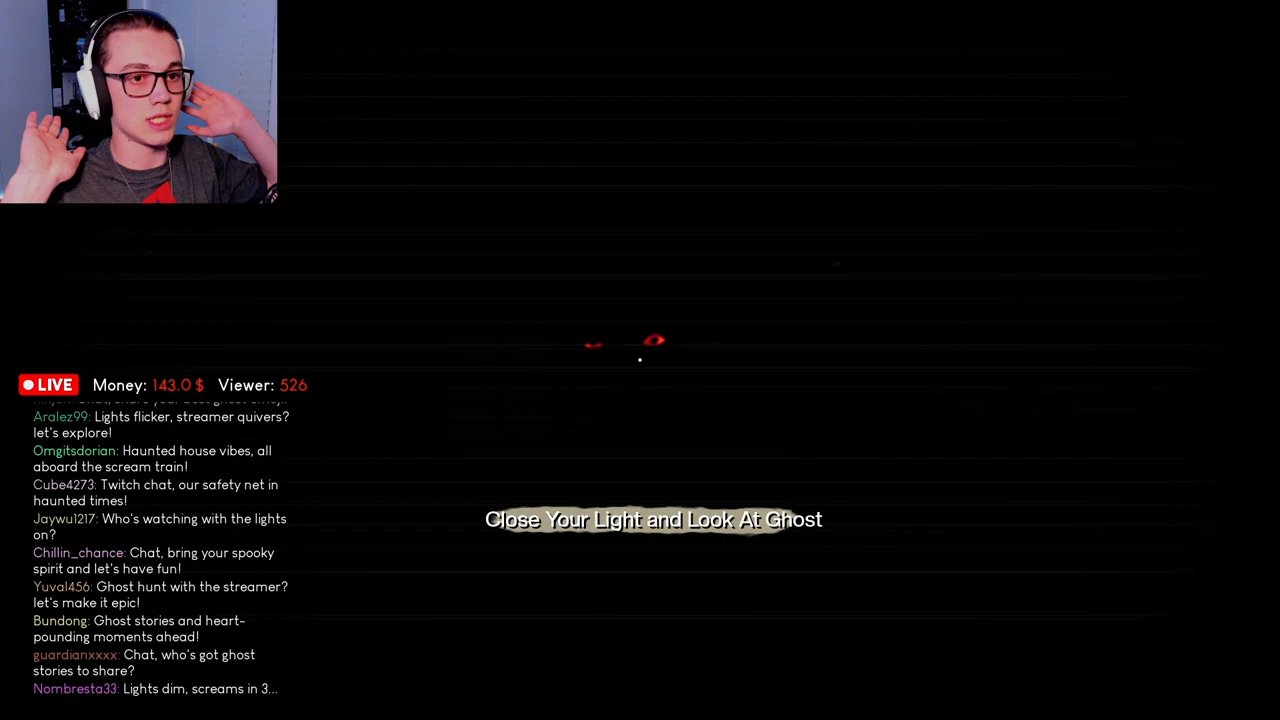 LIVE Money: 143.0 $ Viewer: 526
Aralez99: Lights flicker, streamer quivers?
let's explore!
Omgitsdorian: Haunted house vibes, all
aboard the scream train!
Cube4273: Twitch chat, our safety net in
haunted times!
Jaywu1217: Who's watching with the lights
on?
Chillin_chance: Chat, bring your spooky
spirit and let's have fun!
Yuval456: Ghost hunt with the streamer?
let's make it epic!
Bundong: Ghost stories and heart-
pounding moments ahead!
guardianxxxx: Chat, who's got ghost
stories to share?
Nombresta33: Lights dim, screams in 3...
Close Your Light and Look At Ghost